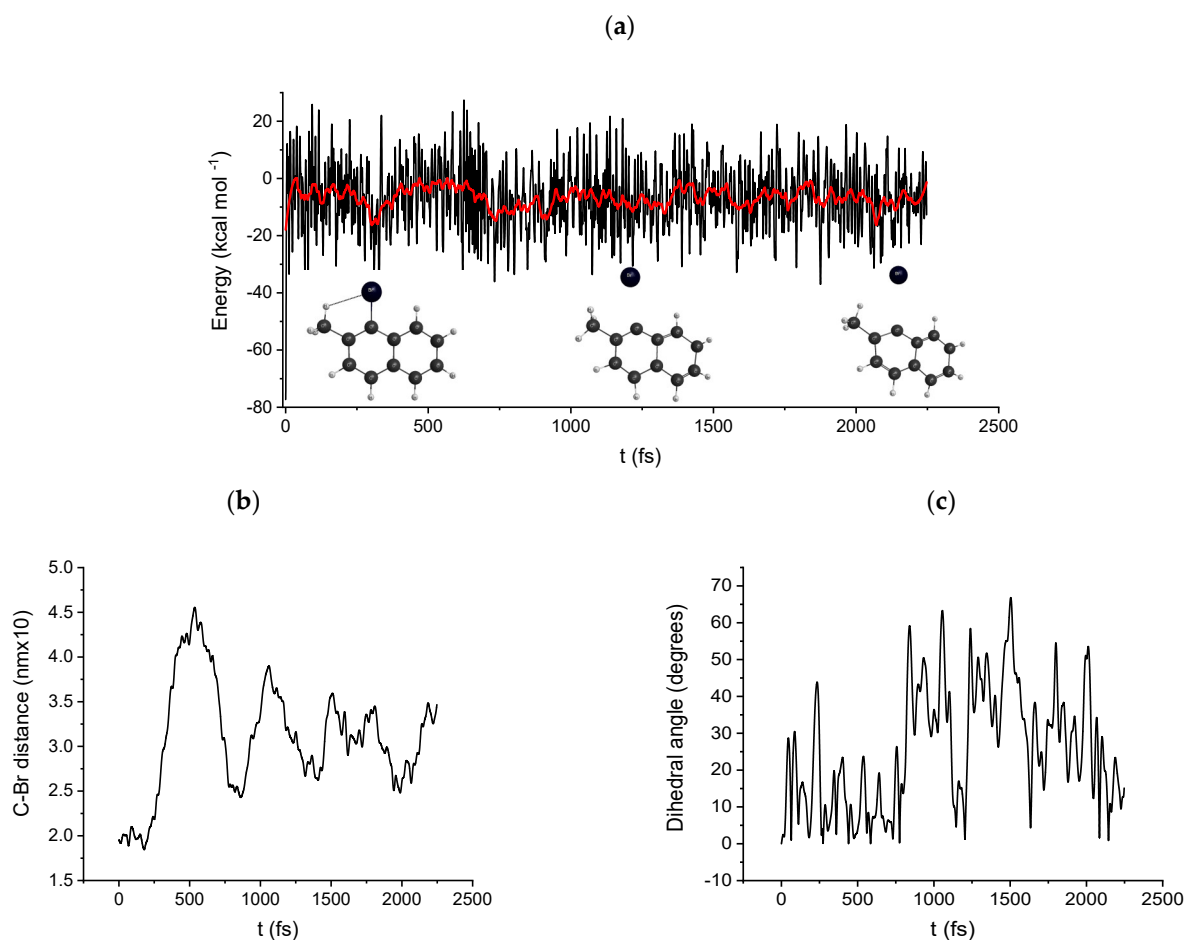 (a)
20
0
-20
-40
-60
-80
Energy (kcal mol -1)
0 500 1000 1500 2000 2500
t (fs)
(b) (c)
5.0
4.5
4.0
3.5
3.0
2.5
2.0
1.5
C-Br distance (nmx10)
0 500 1000 1500 2000 2500
t (fs)
70
60
50
40
30
20
10
0
-10
Dihedral angle (degrees)
0 500 1000 1500 2000 2500
t (fs)